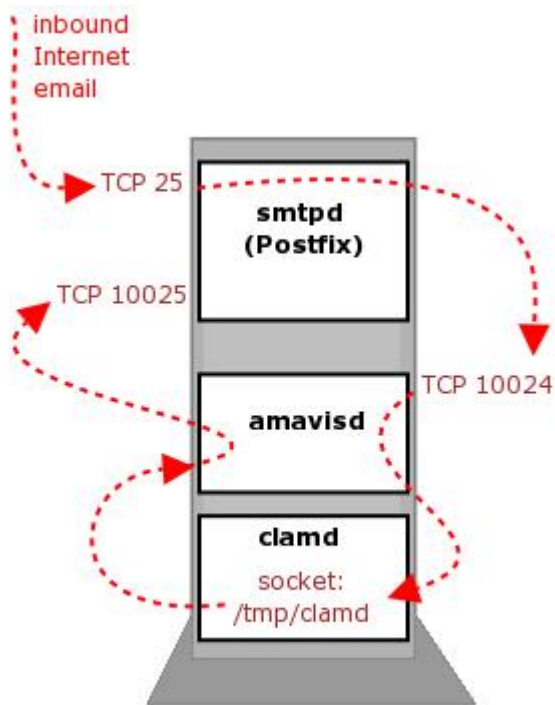 inbound
Internet
email
TCP 25
smtpd
(Postfix)
TCP 10025
TCP 10024
amavisd
clamd
socket:
/tmp/clamd